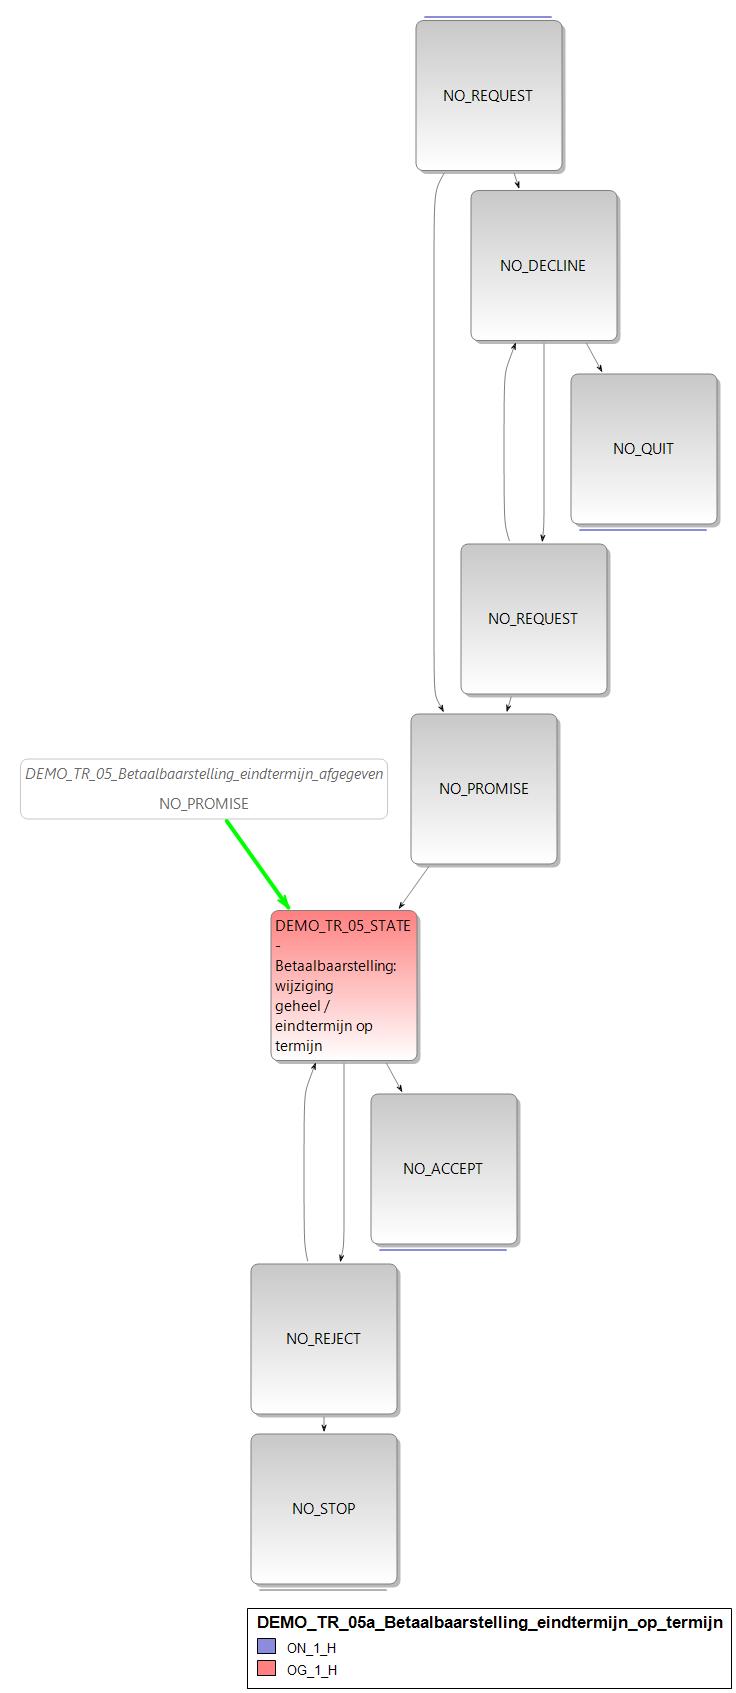 NO_REQUEST
NO_DECLINE
NO_QUIT
NO_REQUEST
NO_PROMISE
DEMO_TR_05_Betaalbaarstelling_eindtermijn_afgegeven
NO_PROMISE
DEMO_TR_05_STATE
-
Betaalbaarstelling:
wijziging
geheel /
eindtermijn op
termijn
NO_ACCEPT
NO_REJECT
NO_STOP
DEMO_TR_05a_Betaalbaarstelling_eindtermijn_op_termijn
ON_1_H
OG_1_H